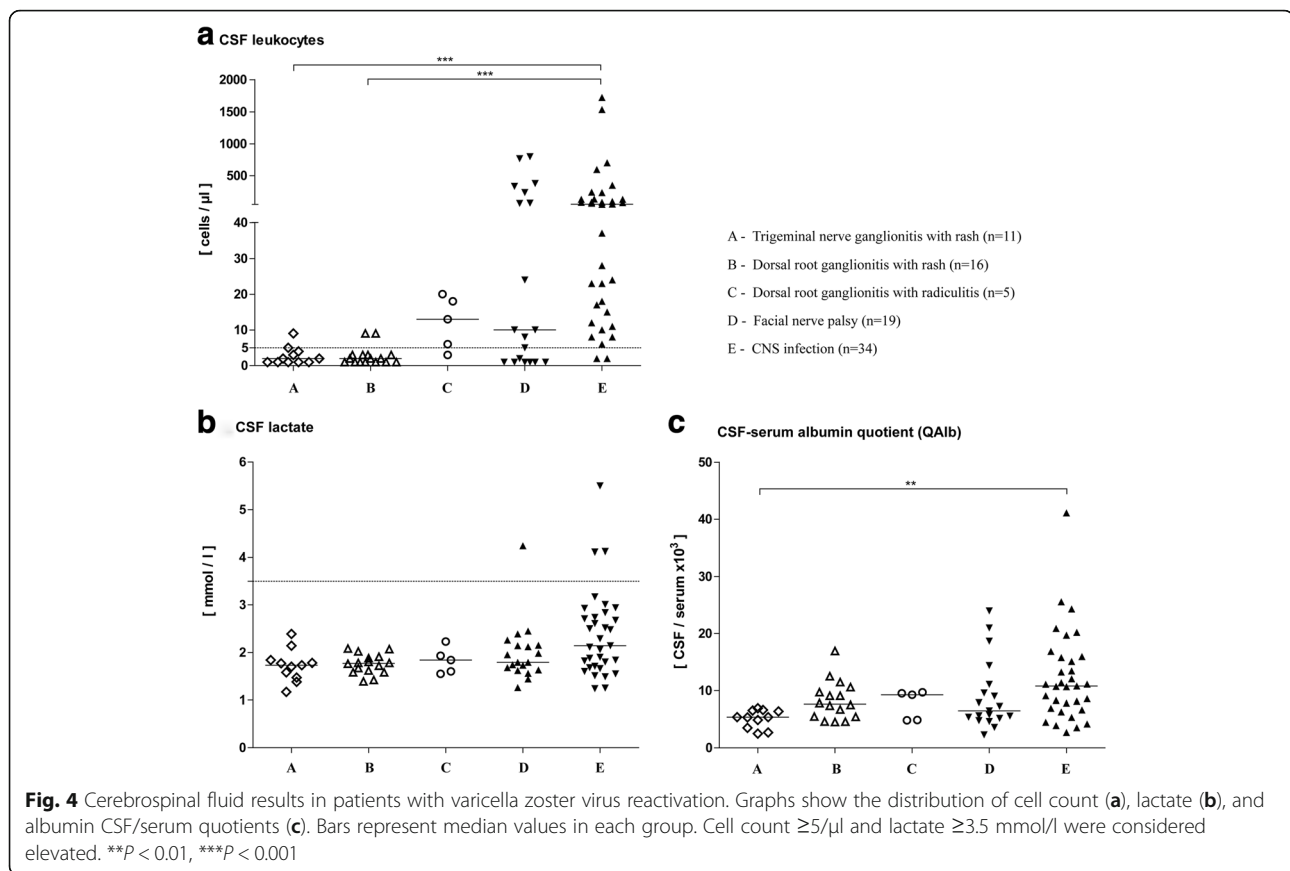 a CSF leukocytes
***
***
2000
1500
1000
500
40
30
20
10
5
0
[ cells / µl ]
A B C D E
A - Trigeminal nerve ganglionitis with rash (n=11)
B - Dorsal root ganglionitis with rash (n=16)
C - Dorsal root ganglionitis with radiculitis (n=5)
D - Facial nerve palsy (n=19)
E - CNS infection (n=34)
b CSF lactate
6
5
4
3
2
1
0
[ mmol / l ]
A B C D E
c CSF-serum albumin quotient (QAlb)
**
50
40
30
20
10
0
[ CSF / serum x10³ ]
A B C D E
Fig. 4 Cerebrospinal fluid results in patients with varicella zoster virus reactivation. Graphs show the distribution of cell count (a), lactate (b), and
albumin CSF/serum quotients (c). Bars represent median values in each group. Cell count ≥5/µl and lactate ≥3.5 mmol/l were considered
elevated. **P < 0.01, ***P < 0.001